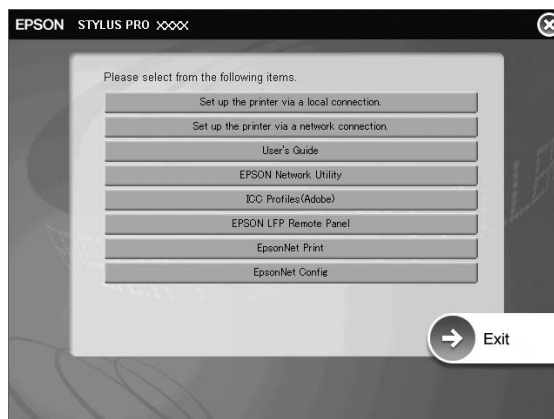 EPSON STYLUS PRO XXXX
Please select from the following items.
Set up the printer via a local connection.
Set up the printer via a network connection.
User's Guide
EPSON Network Utility
ICC Profiles(Adobe)
EPSON LFP Remote Panel
EpsonNet Print
EpsonNet Config
Exit